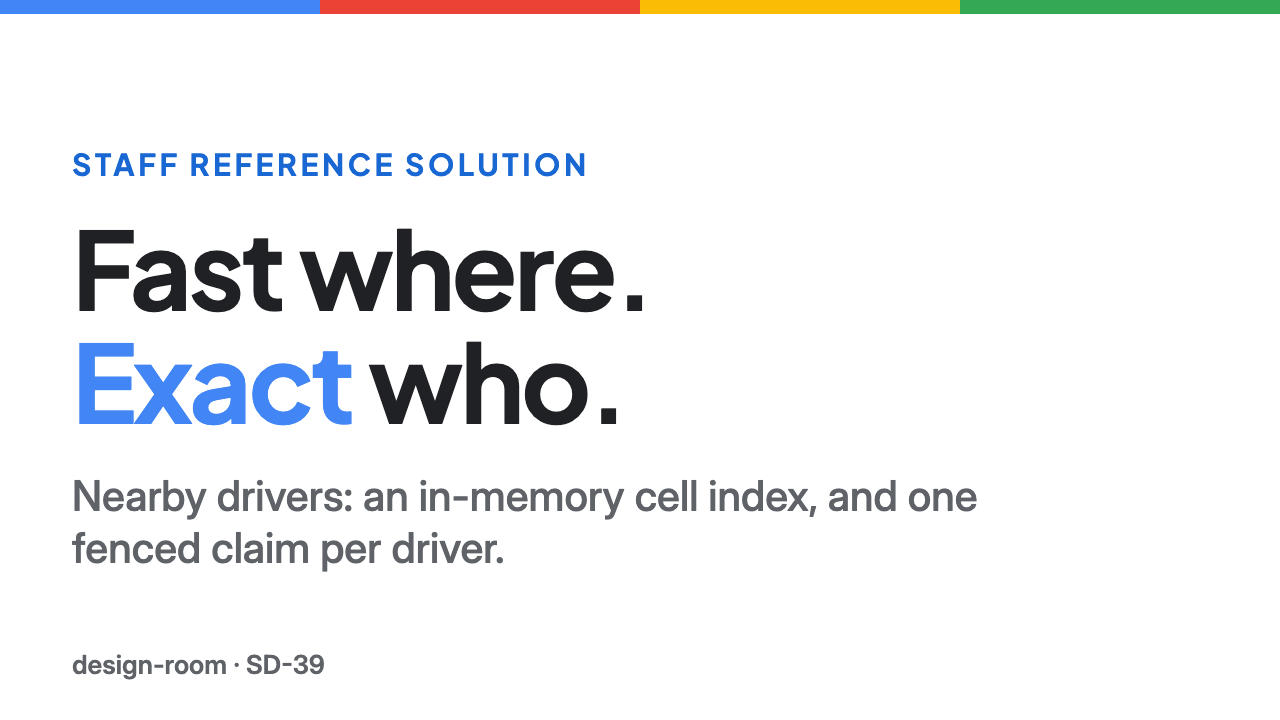 STAFF REFERENCE SOLUTION
Fast where.
Exact who.
Nearby drivers: an in-memory cell index, and one
fenced claim per driver.
design-room · SD-39